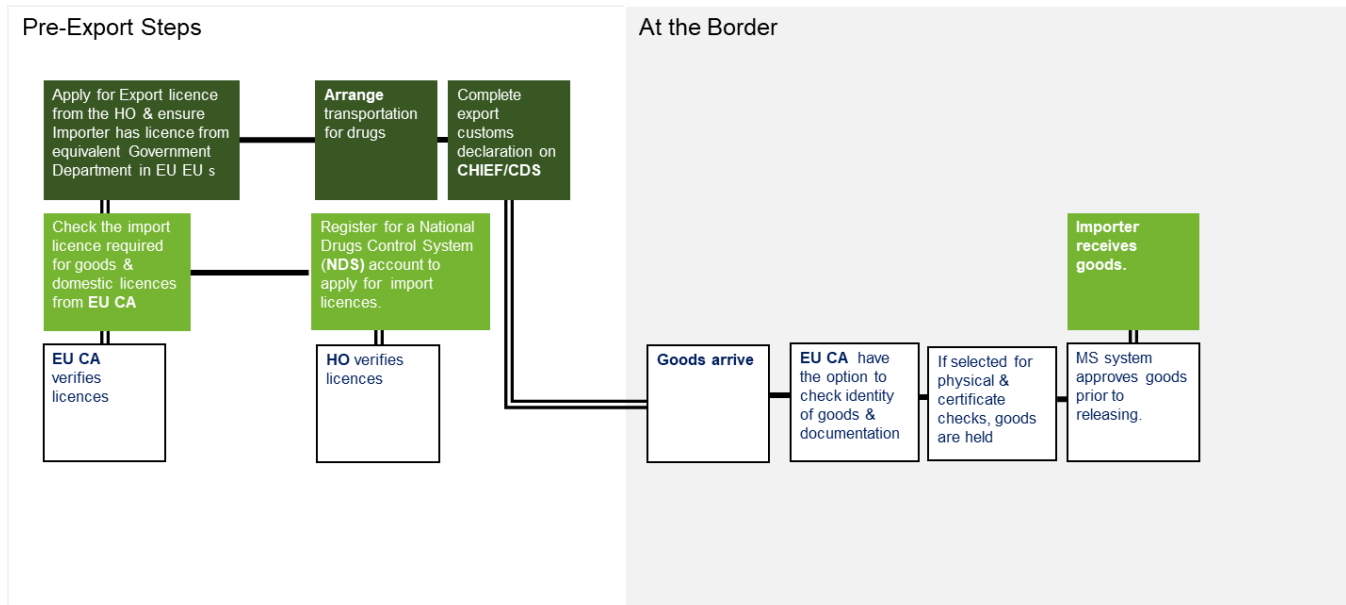 Pre-Export Steps
At the Border
Apply for Export licence
from the HO & ensure
Importer has licence from
equivalent Government
Department in EU EU s
Arrange
transportation
for drugs
Complete
export
customs
declaration on
CHIEF/CDS
Check the import
licence required
for goods &
domestic licences
from EU CA
Register for a National
Drugs Control System
(NDS) account to
apply for import
licences.
Importer
receives
goods.
EU CA
verifies
licences
HO verifies
licences
Goods arrive
EU CA have
the option to
check identity
of goods &
documentation
If selected for
physical &
certificate
checks, goods
are held
MS system
approves goods
prior to
releasing.